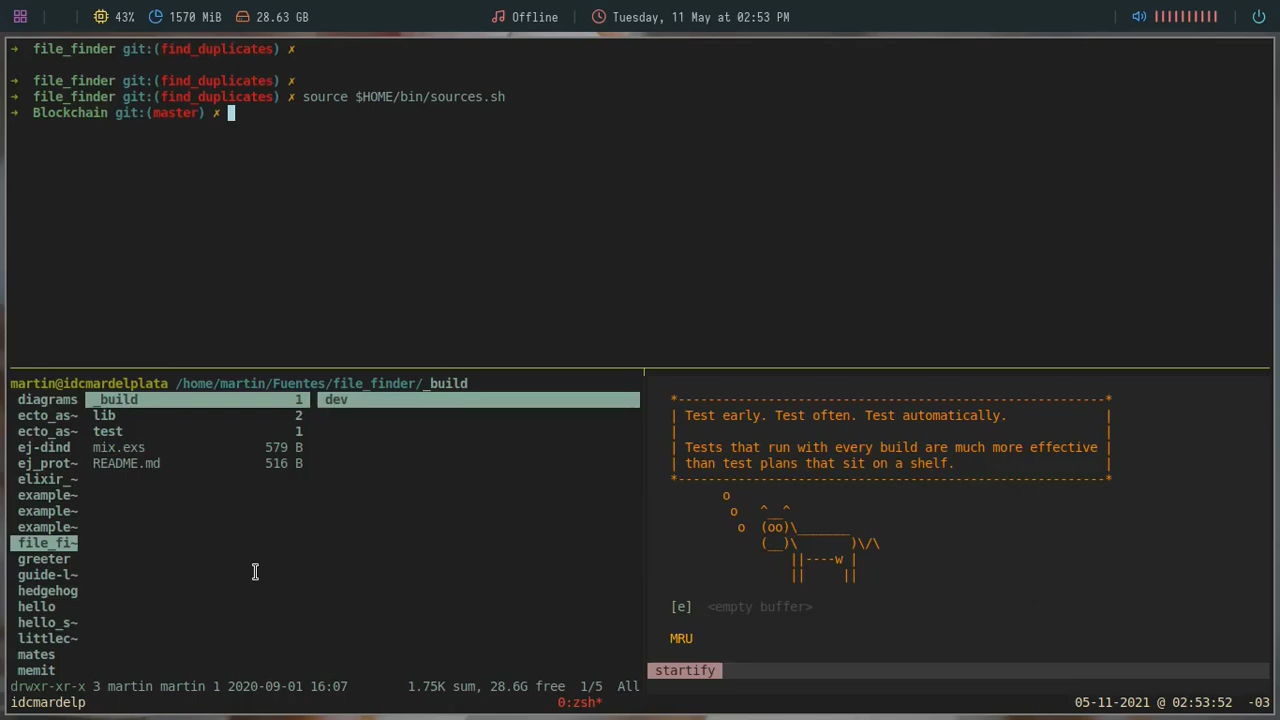 43% 1570 MiB 28.63 GB Offline Tuesday, 11 May at 02:53 PM
→ file_finder git:(find_duplicates) ✗
→ file_finder git:(find_duplicates) ✗
→ file_finder git:(find_duplicates) ✗ source $HOME/bin/sources.sh
→ Blockchain git:(master) ✗
martin@idcmardelplata /home/martin/Fuentes/file_finder/_build
diagrams _build 1 dev
ecto_as~ lib 2
ecto_as~ test 1
ej-dind mix.exs 579 B
ej_prot~ README.md 516 B
elixir_~
example~
example~
example~
file_fi~
greeter
guide-l~
hedgehog
hello
hello_s~
littlec~
mates
memit
drwxr-xr-x 3 martin martin 1 2020-09-01 16:07 1.75K sum, 28.6G free 1/5 All
*----------------------------------------------------------*
| Test early. Test often. Test automatically. |
| |
| Tests that run with every build are much more effective |
| than test plans that sit on a shelf. |
*----------------------------------------------------------*
o
o ^__^
o (oo)\_______
(__)\ )\/\
||----w |
|| ||
[e] <empty buffer>
MRU
startify
idcmardelp 0:zsh* 05-11-2021 @ 02:53:52 -03